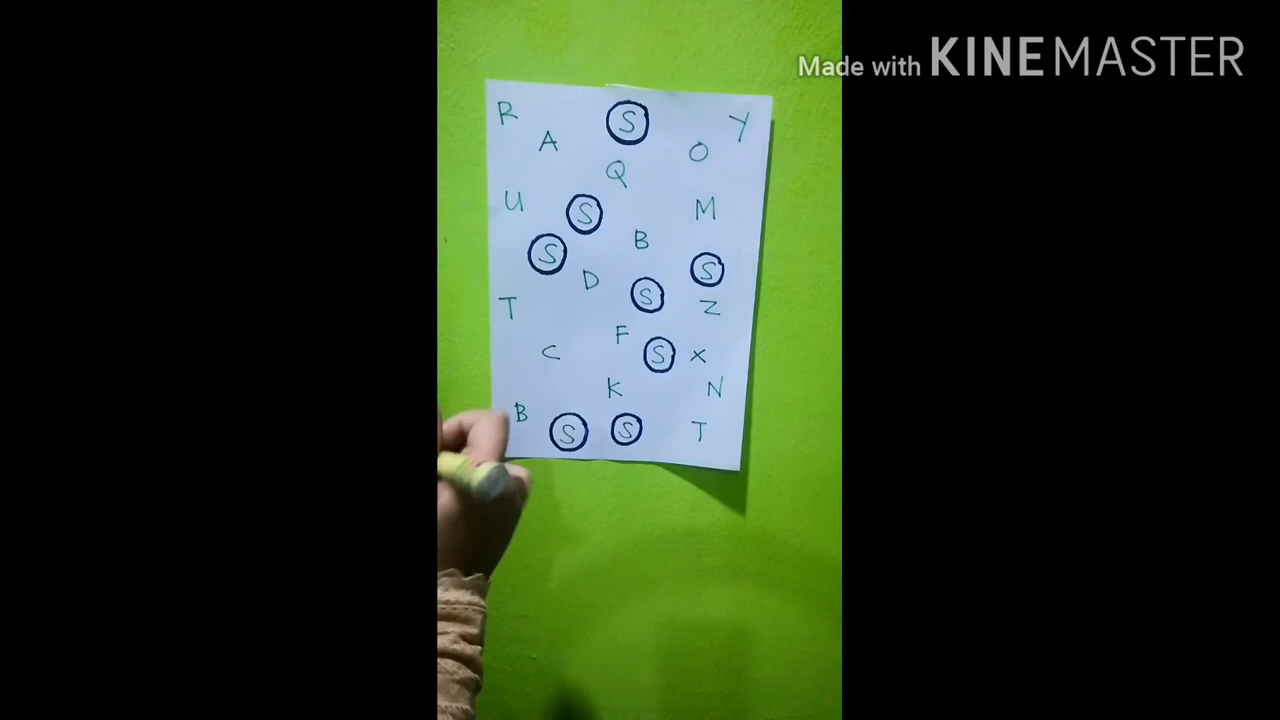 Made with KINEMASTER
R S Y
A O
Q
U S M
B
S S
D S
T Z
F
C S X
K N
B S S T